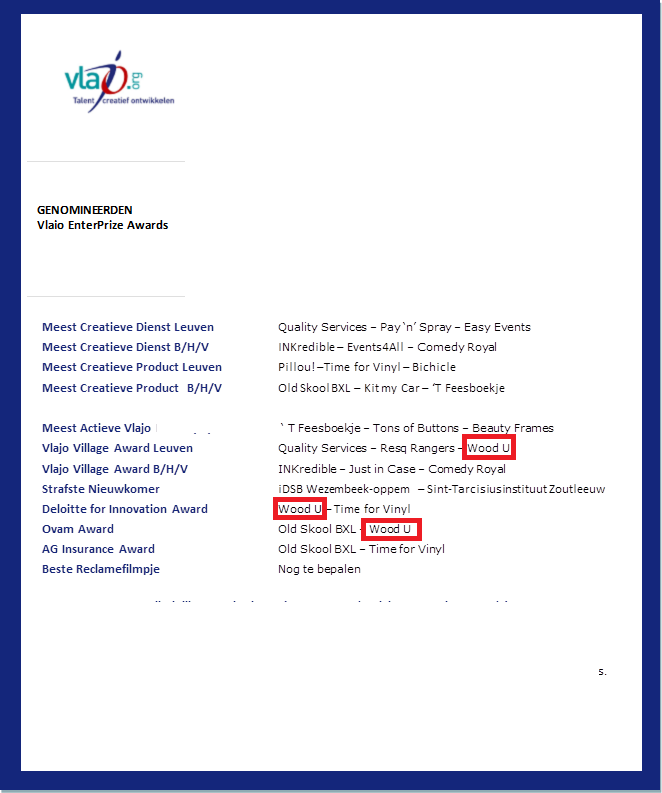 vlajo.org
Talent creatief ontwikkelen
GENOMINEERDEN
Vlaio EnterPrize Awards
Meest Creatieve Dienst Leuven Quality Services – Pay 'n' Spray – Easy Events
Meest Creatieve Dienst B/H/V INKredible – Events4All – Comedy Royal
Meest Creatieve Product Leuven Pillou! –Time for Vinyl – Bichicle
Meest Creatieve Product B/H/V Old Skool BXL – Kit my Car – 'T Feesboekje
Meest Actieve Vlajo ` T Feesboekje – Tons of Buttons – Beauty Frames
Vlajo Village Award Leuven Quality Services – Resq Rangers – Wood U
Vlajo Village Award B/H/V INKredible – Just in Case – Comedy Royal
Strafste Nieuwkomer iDSB Wezembeek-oppem – Sint-Tarcisiusinstituut Zoutleeuw
Deloitte for Innovation Award Wood U – Time for Vinyl
Ovam Award Old Skool BXL – Wood U
AG Insurance Award Old Skool BXL – Time for Vinyl
Beste Reclamefilmpje Nog te bepalen
s.